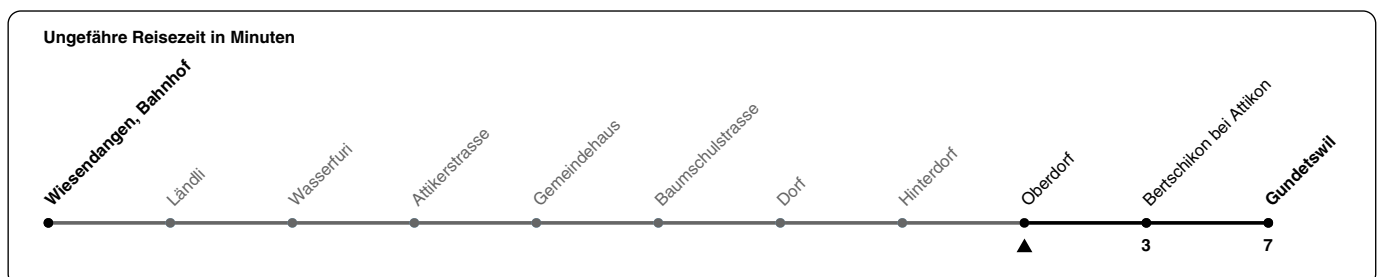 Ungefähre Reisezeit in Minuten
Wiesendangen, Bahnhof
Ländli
Wasserfuri
Attikerstrasse
Gemeindehaus
Baumschulstrasse
Dorf
Hinterdorf
Oberdorf
Bertschikon bei Attikon
Gundetswil
3
7